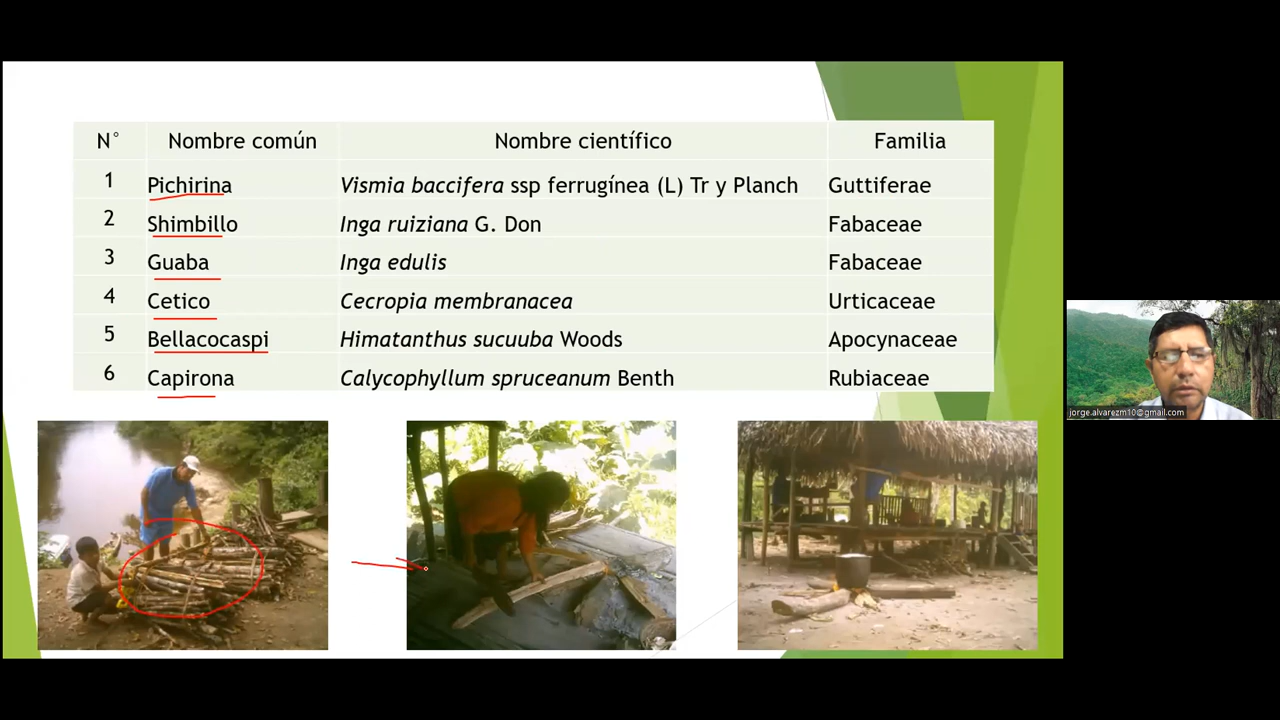 N° Nombre común Nombre científico Familia
1 Pichirina Vismia baccifera ssp ferrugínea (L) Tr y Planch Guttiferae
2 Shimbillo Inga ruiziana G. Don Fabaceae
3 Guaba Inga edulis Fabaceae
4 Cetico Cecropia membranacea Urticaceae
5 Bellacocaspi Himatanthus sucuuba Woods Apocynaceae
6 Capirona Calycophyllum spruceanum Benth Rubiaceae
jorge.alvarezm10@gmail.com